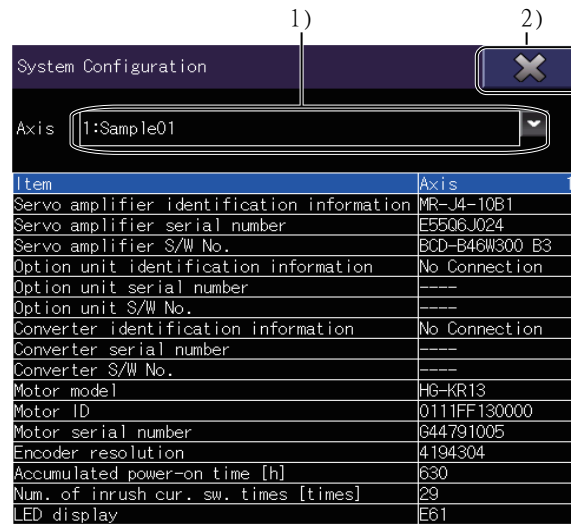 1) 2)
System Configuration
Axis 1:Sample01
Item Axis 1
Servo amplifier identification information MR-J4-10B1
Servo amplifier serial number E55Q6J024
Servo amplifier S/W No. BCD-B46W300 B3
Option unit identification information No Connection
Option unit serial number ----
Option unit S/W No. ----
Converter identification information No Connection
Converter serial number ----
Converter S/W No. ----
Motor model HG-KR13
Motor ID 0111FF130000
Motor serial number G44791005
Encoder resolution 4194304
Accumulated power-on time [h] 630
Num. of inrush cur. sw. times [times] 29
LED display E61